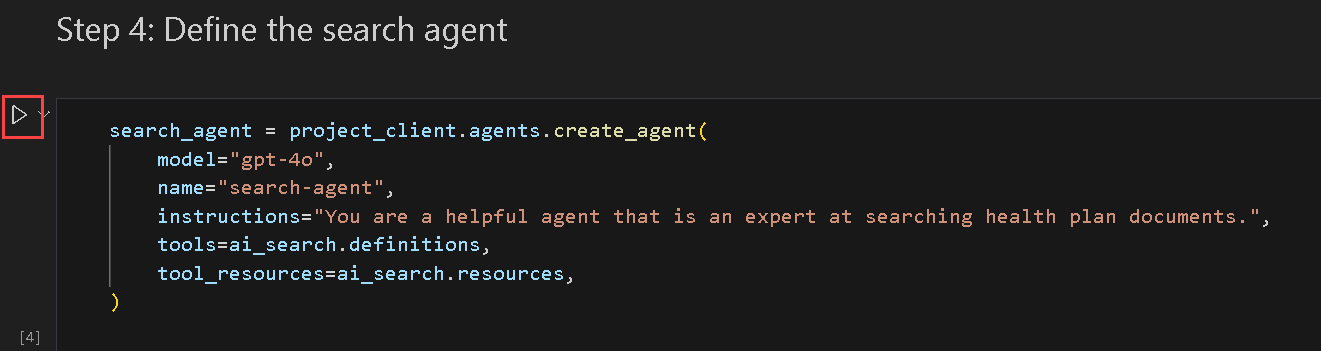 Step 4: Define the search agent
search_agent = project_client.agents.create_agent(
    model="gpt-4o",
    name="search-agent",
    instructions="You are a helpful agent that is an expert at searching health plan documents.",
    tools=ai_search.definitions,
    tool_resources=ai_search.resources,
)
[4]